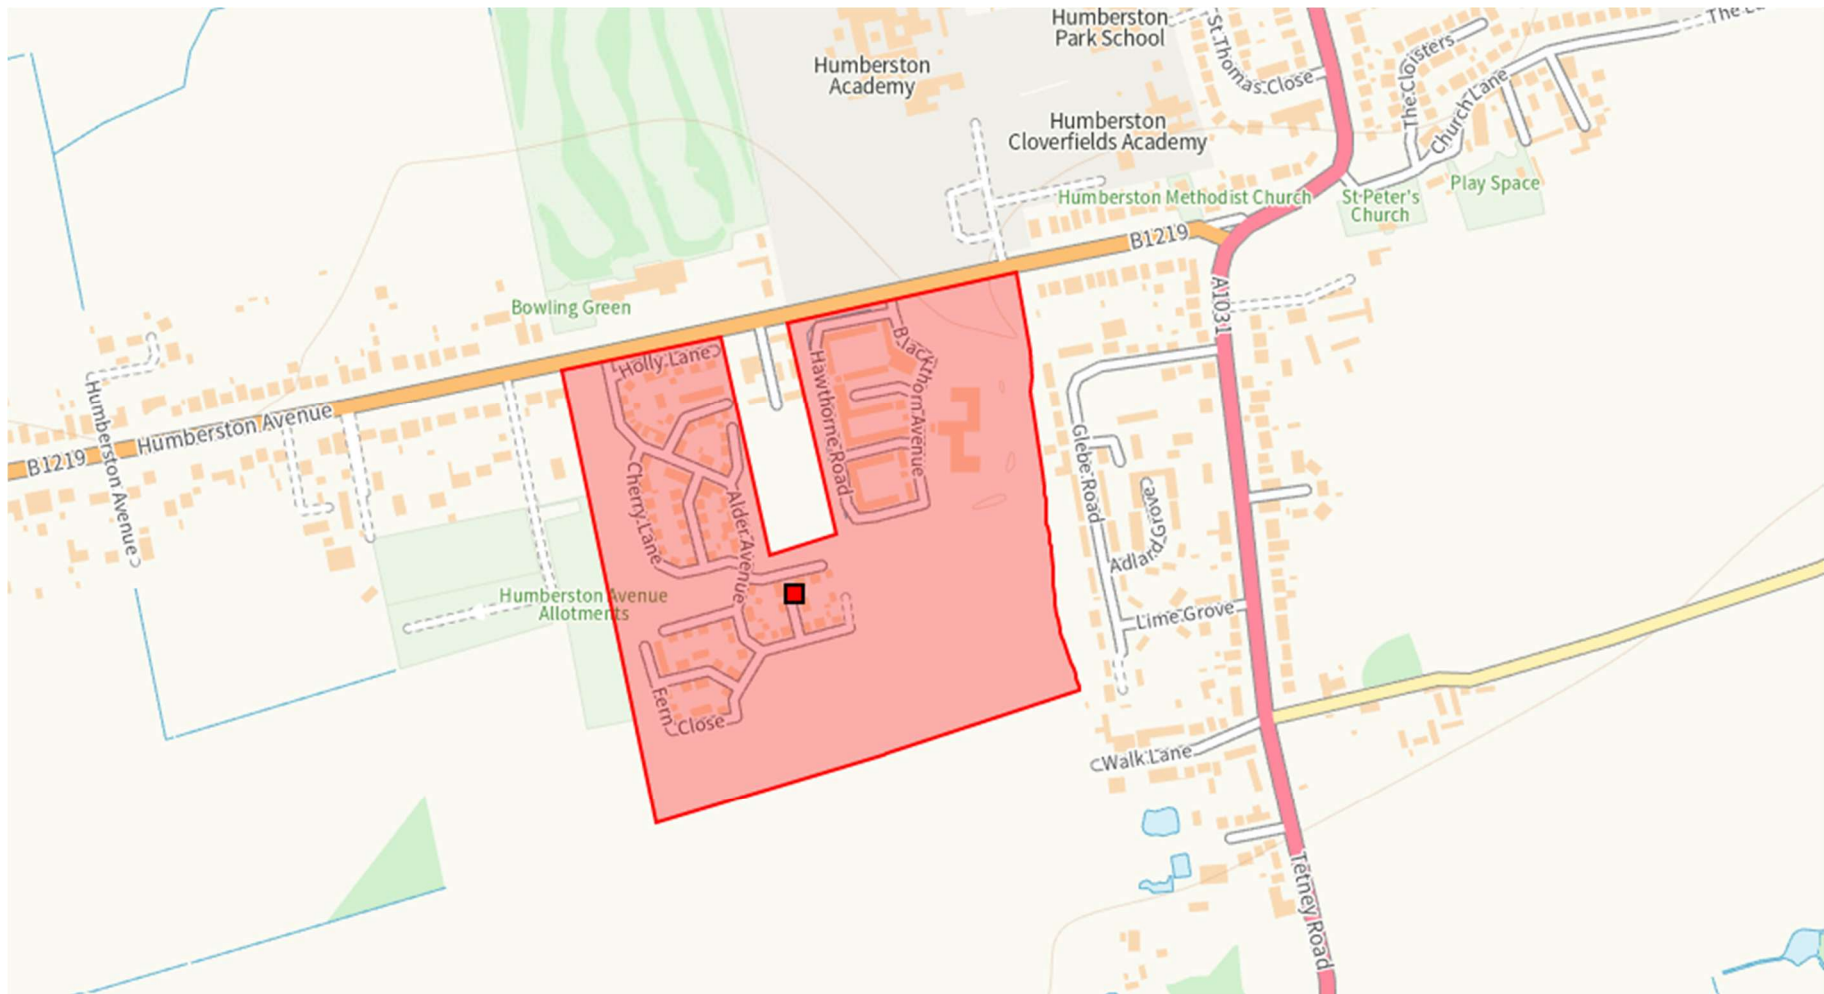 Humberston
Park School
St Thomas Close
The Cloisters
Church Lane
Humberston
Academy
Humberston
Cloverfields Academy
Humberston Methodist Church
St Peter's
Church
Play Space
B1219
A1031
Bowling Green
Holly Lane
Blackthorn Avenue
Hawthorne Road
Humberston Avenue
B1219
Humberston Avenue
Cherry Lane
Alder Avenue
Glebe Road
Adlard Grove
Humberston Avenue
Allotments
Lime Grove
Fern Close
Walk Lane
Tetney Road